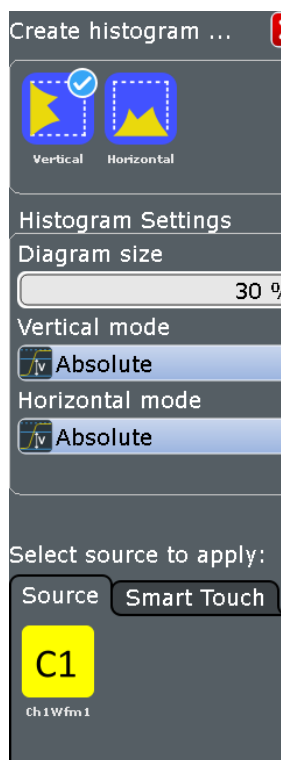 Create histogram ...
Vertical Horizontal
Histogram Settings
Diagram size
30 %
Vertical mode
Absolute
Horizontal mode
Absolute
Select source to apply:
Source Smart Touch
C1
Ch1Wfm1